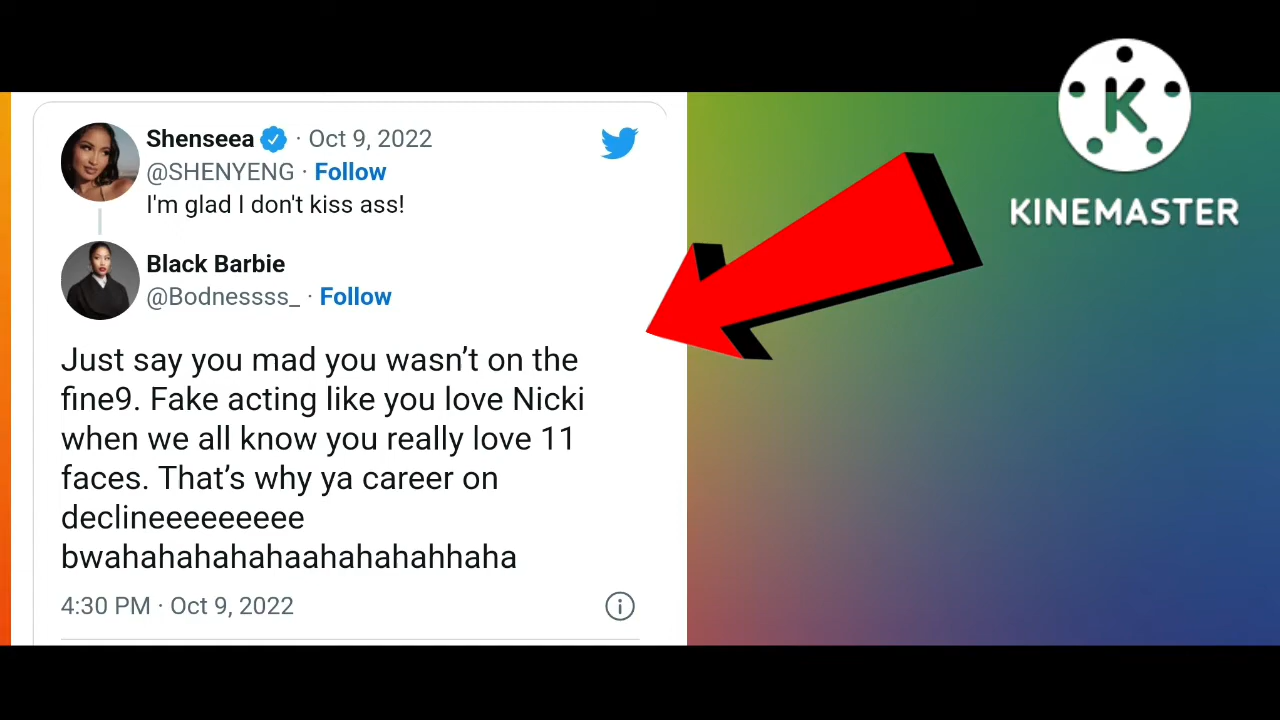 Shenseea · Oct 9, 2022
@SHENYENG · Follow
I'm glad I don't kiss ass!
Black Barbie
@Bodnessss_ · Follow
Just say you mad you wasn’t on the
fine9. Fake acting like you love Nicki
when we all know you really love 11
faces. That’s why ya career on
declineeeeeeeee
bwahahahahahaahahahahhaha
4:30 PM · Oct 9, 2022
K
KINEMASTER